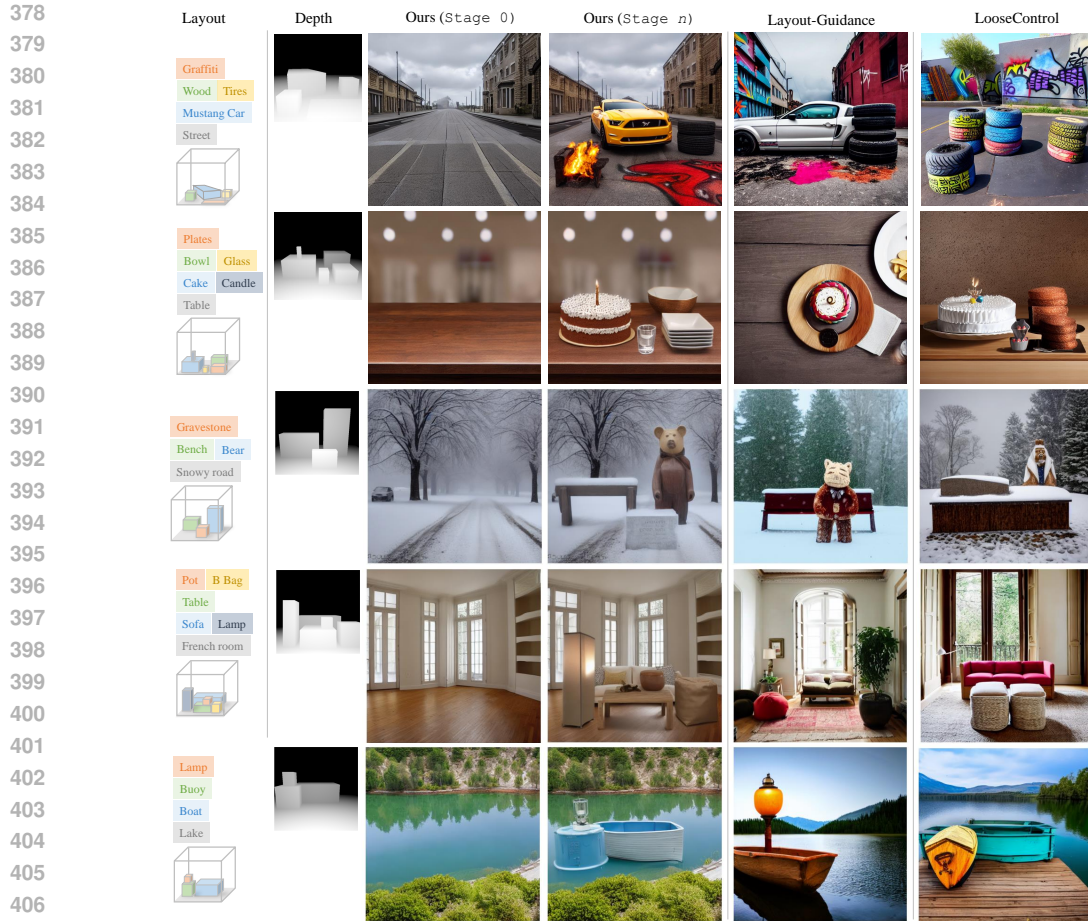 Layout Depth Ours (Stage 0) Ours (Stage n) Layout-Guidance LooseControl
378
379
380
381
382
383
384
385
386
387
388
389
390
391
392
393
394
395
396
397
398
399
400
401
402
403
404
405
406
Graffiti
Wood Tires
Mustang Car
Street
Plates
Bowl Glass
Cake Candle
Table
Gravestone
Bench Bear
Snowy road
Pot B Bag
Table
Sofa Lamp
French room
Lamp
Buoy
Boat
Lake